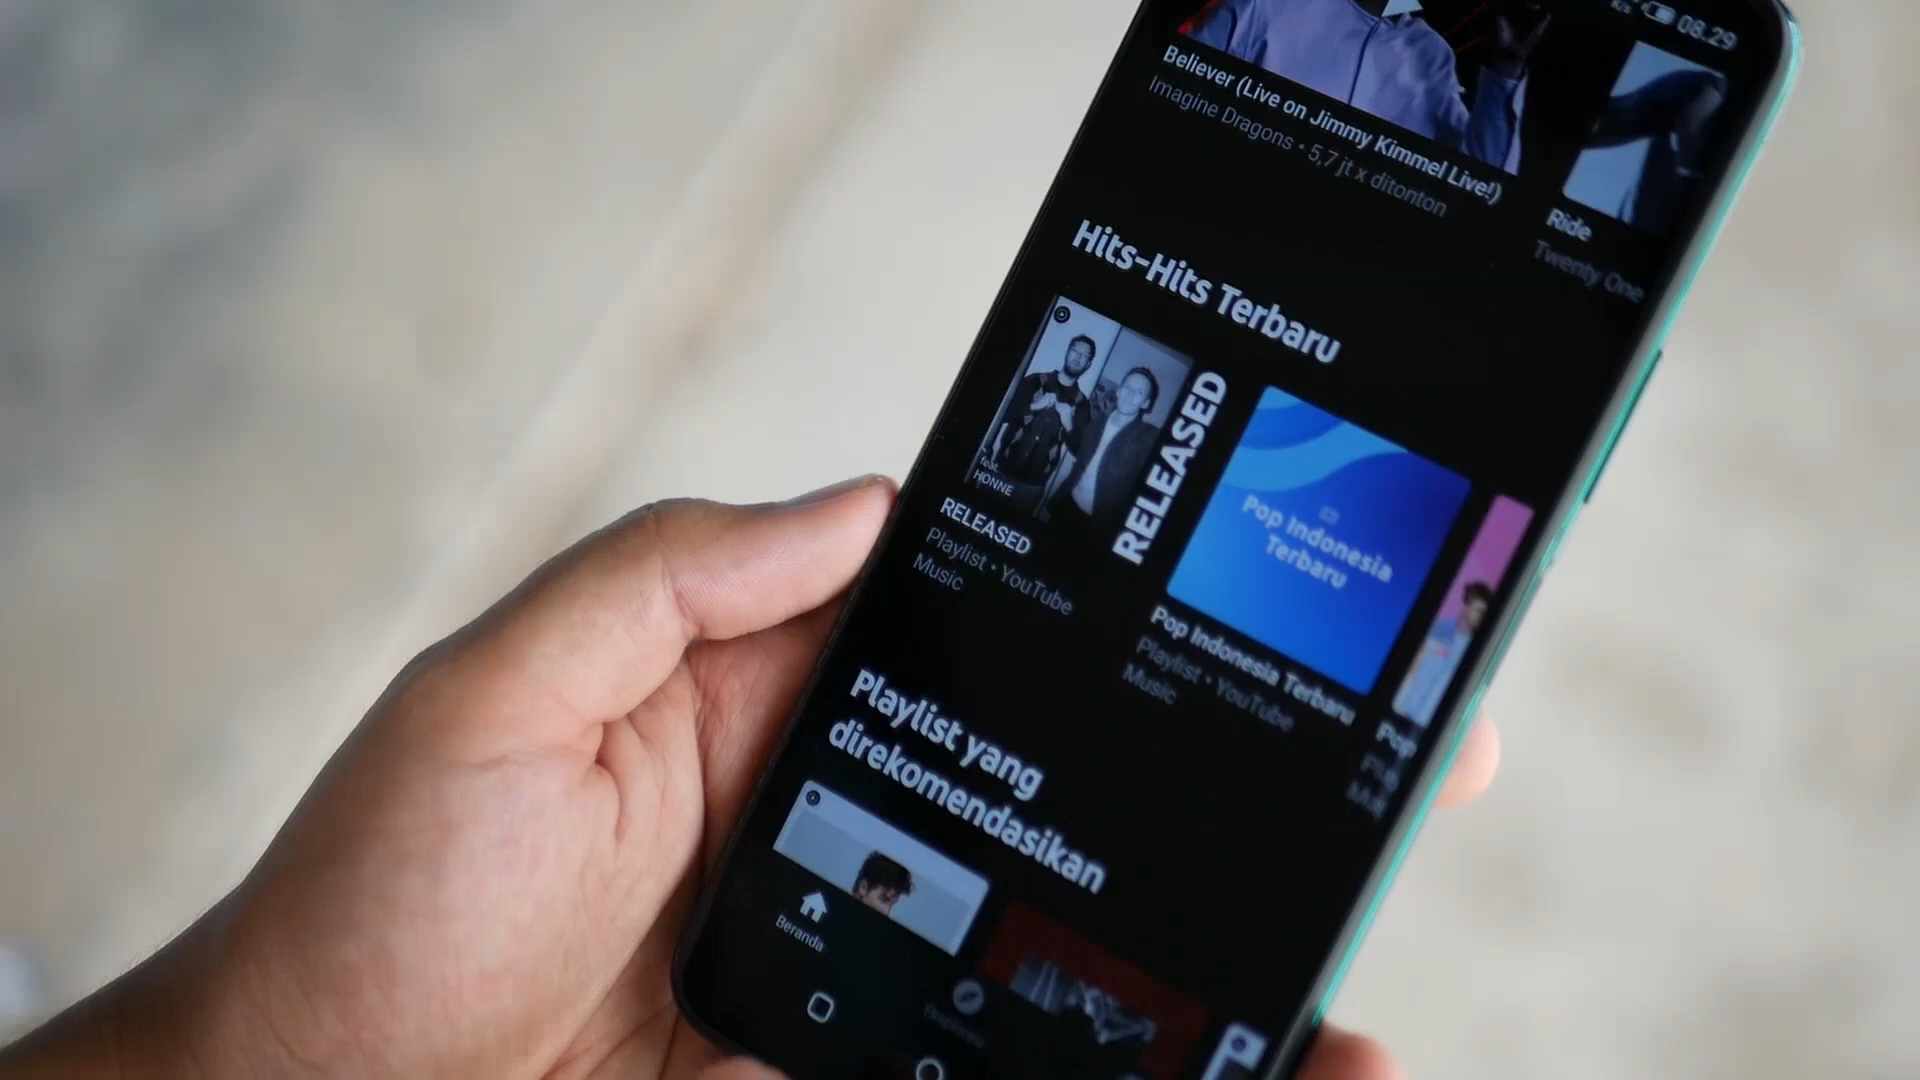 K/s 08.29
Believer (Live on Jimmy Kimmel Live!)
Imagine Dragons • 5,7 jt x ditonton
Ride
Twenty One
Hits-Hits Terbaru
feat.
HONNE
RELEASED
RELEASED
Playlist • YouTube
Music
Pop Indonesia
Terbaru
Pop Indonesia Terbaru
Playlist • YouTube
Music
Pop
Playlist yang
direkomendasikan
Beranda